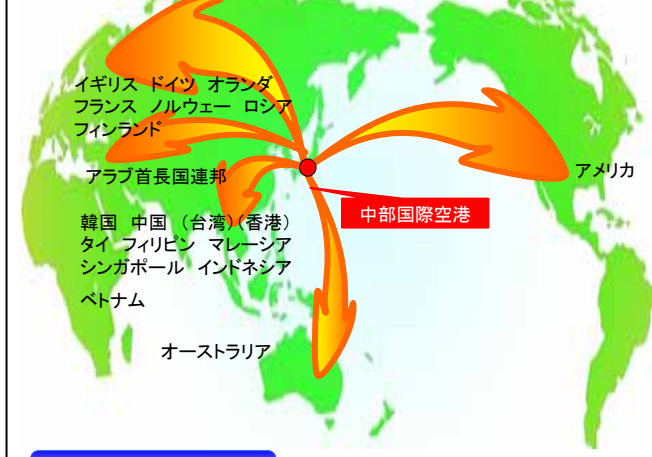 イギリス ドイツ オランダ
フランス ノルウェー ロシア
フィンランド
アラブ首長国連邦
アメリカ
中部国際空港
韓国 中国 (台湾)(香港)
タイ フィリピン マレーシア
シンガポール インドネシア
ベトナム
オーストラリア